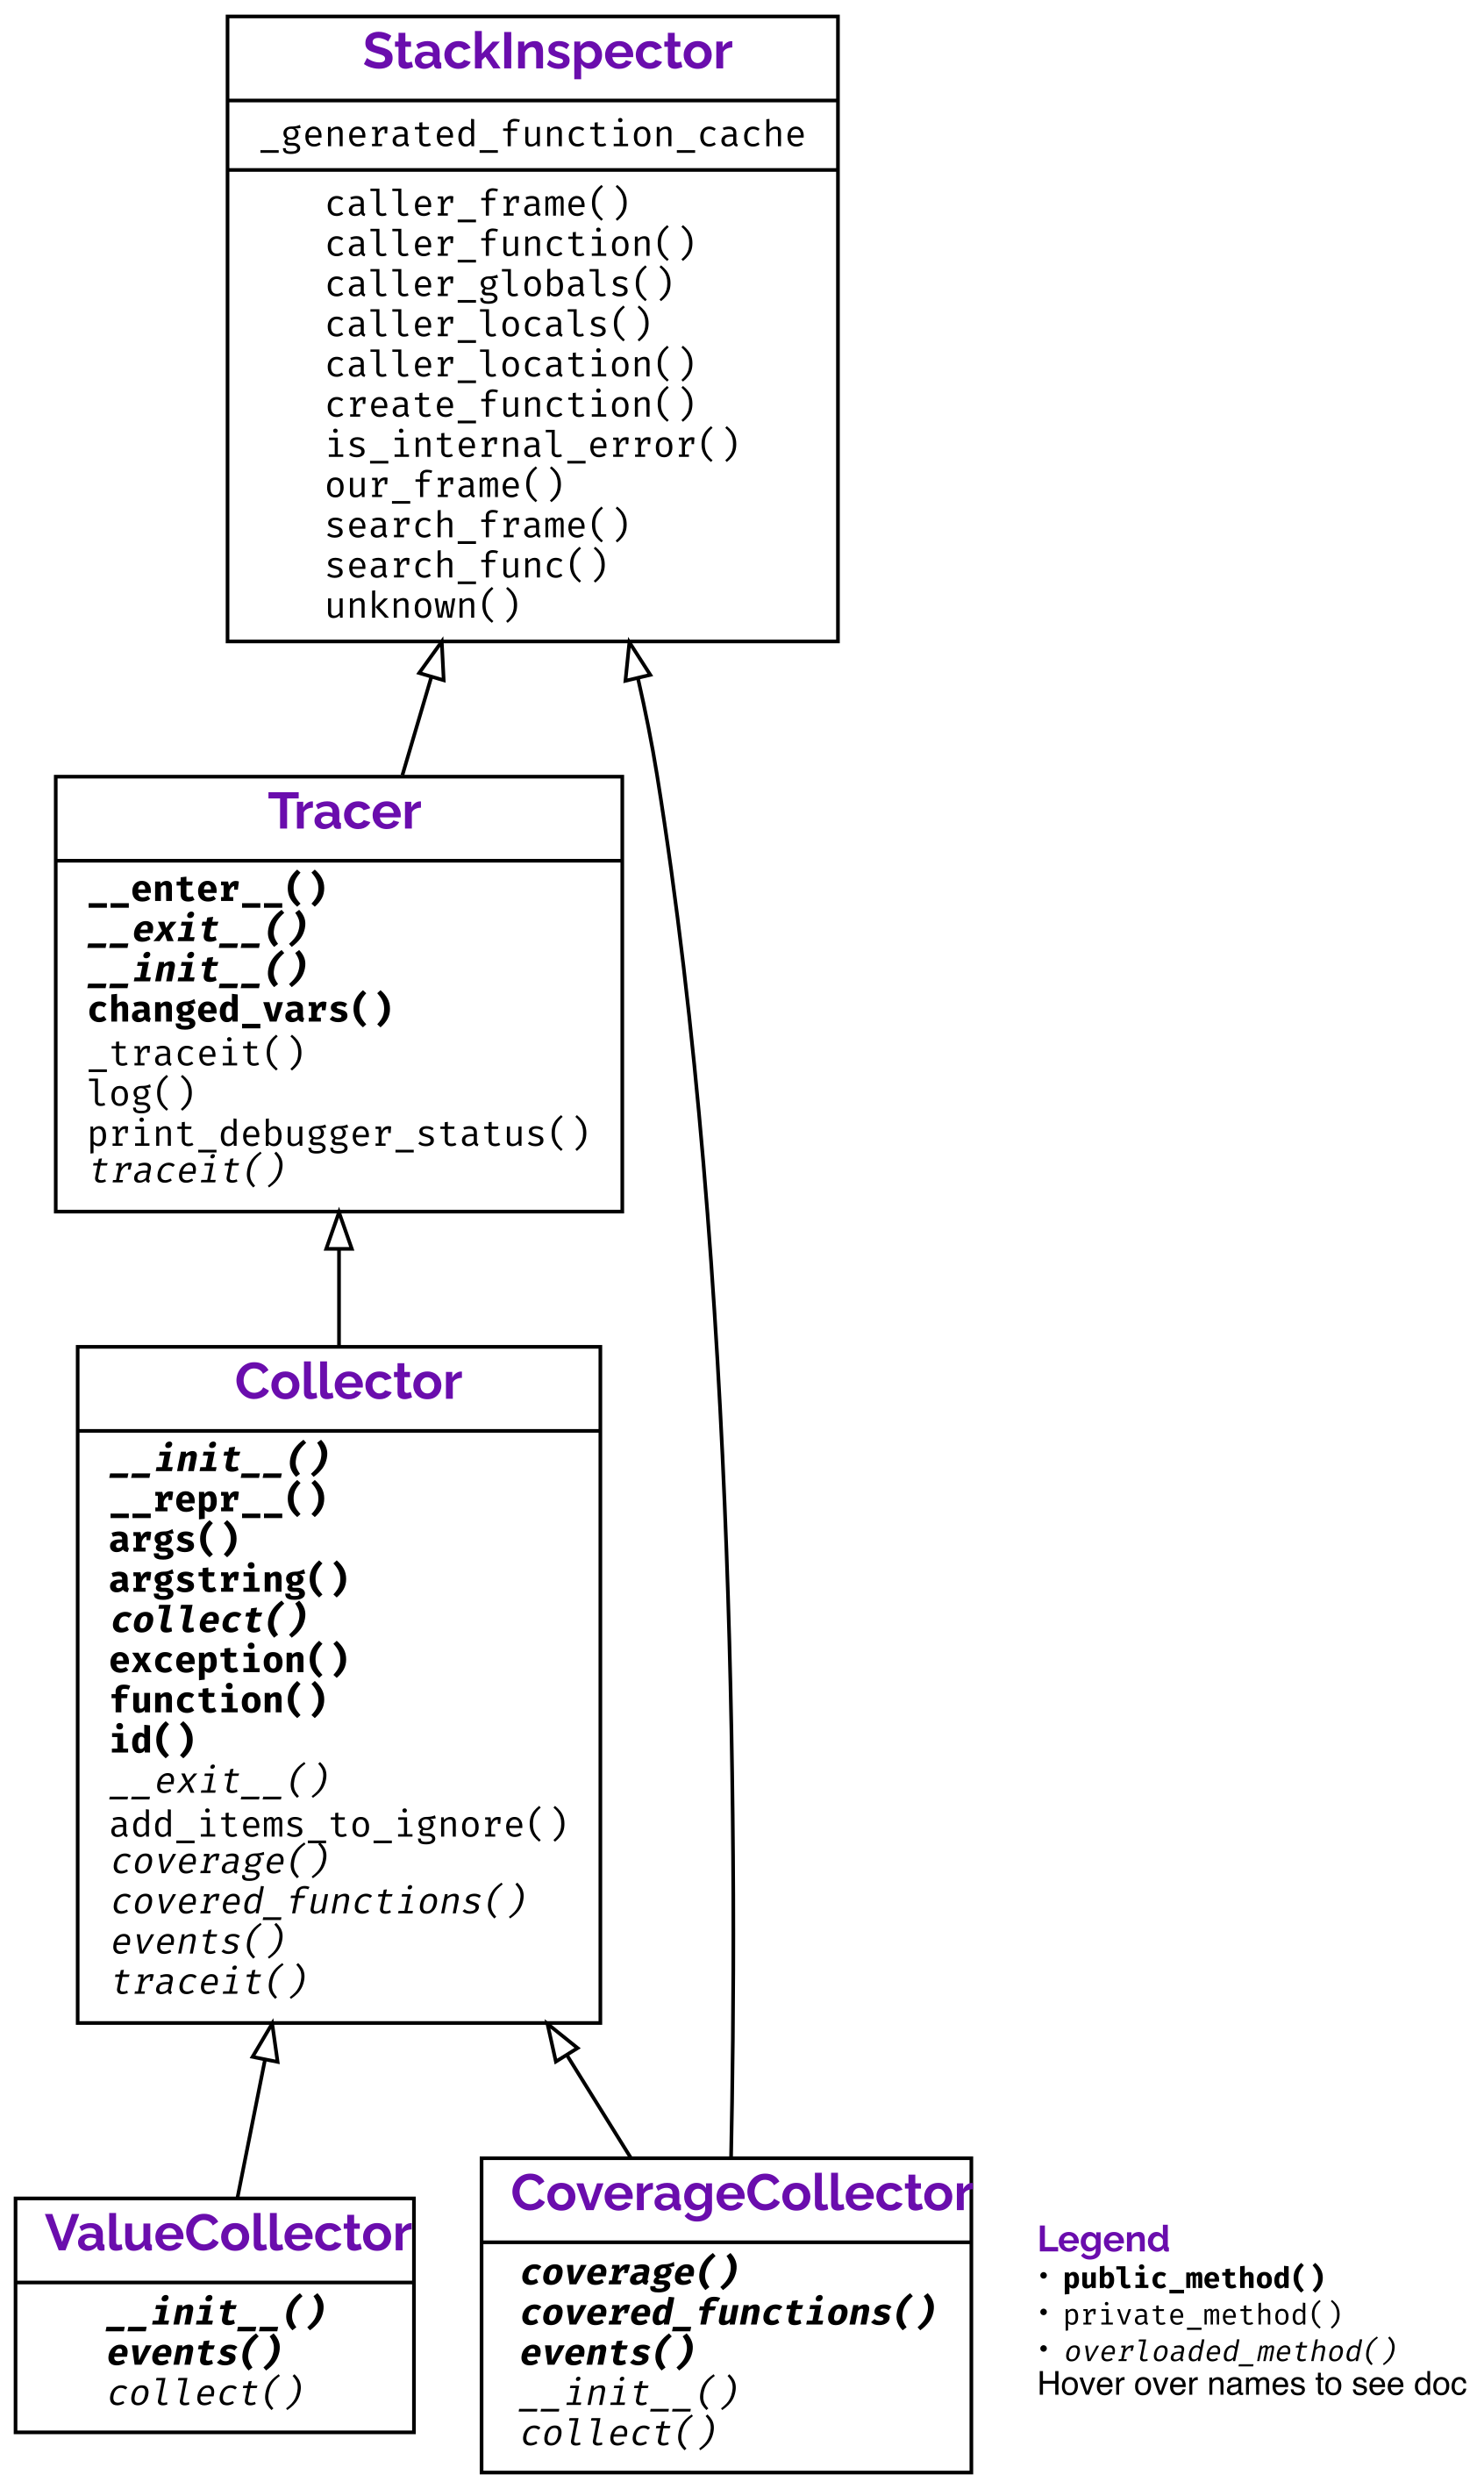 StackInspector
_generated_function_cache
caller_frame()
caller_function()
caller_globals()
caller_locals()
caller_location()
create_function()
is_internal_error()
our_frame()
search_frame()
search_func()
unknown()
Tracer
__enter__()
__exit__()
__init__()
changed_vars()
_traceit()
log()
print_debugger_status()
traceit()
Collector
__init__()
__repr__()
args()
argstring()
collect()
exception()
function()
id()
__exit__()
add_items_to_ignore()
coverage()
covered_functions()
events()
traceit()
ValueCollector
__init__()
events()
collect()
CoverageCollector
coverage()
covered_functions()
events()
__init__()
collect()
Legend
• public_method()
• private_method()
• overloaded_method()
Hover over names to see doc